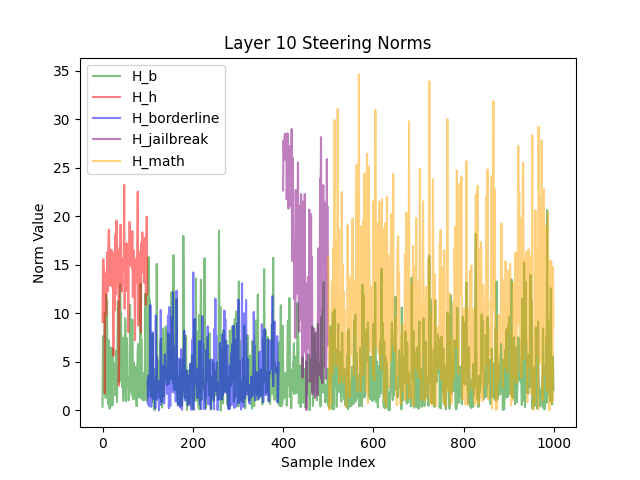 Layer 10 Steering Norms
35
30
25
20
15
10
5
0
Norm Value
H_b
H_h
H_borderline
H_jailbreak
H_math
0 200 400 600 800 1000
Sample Index